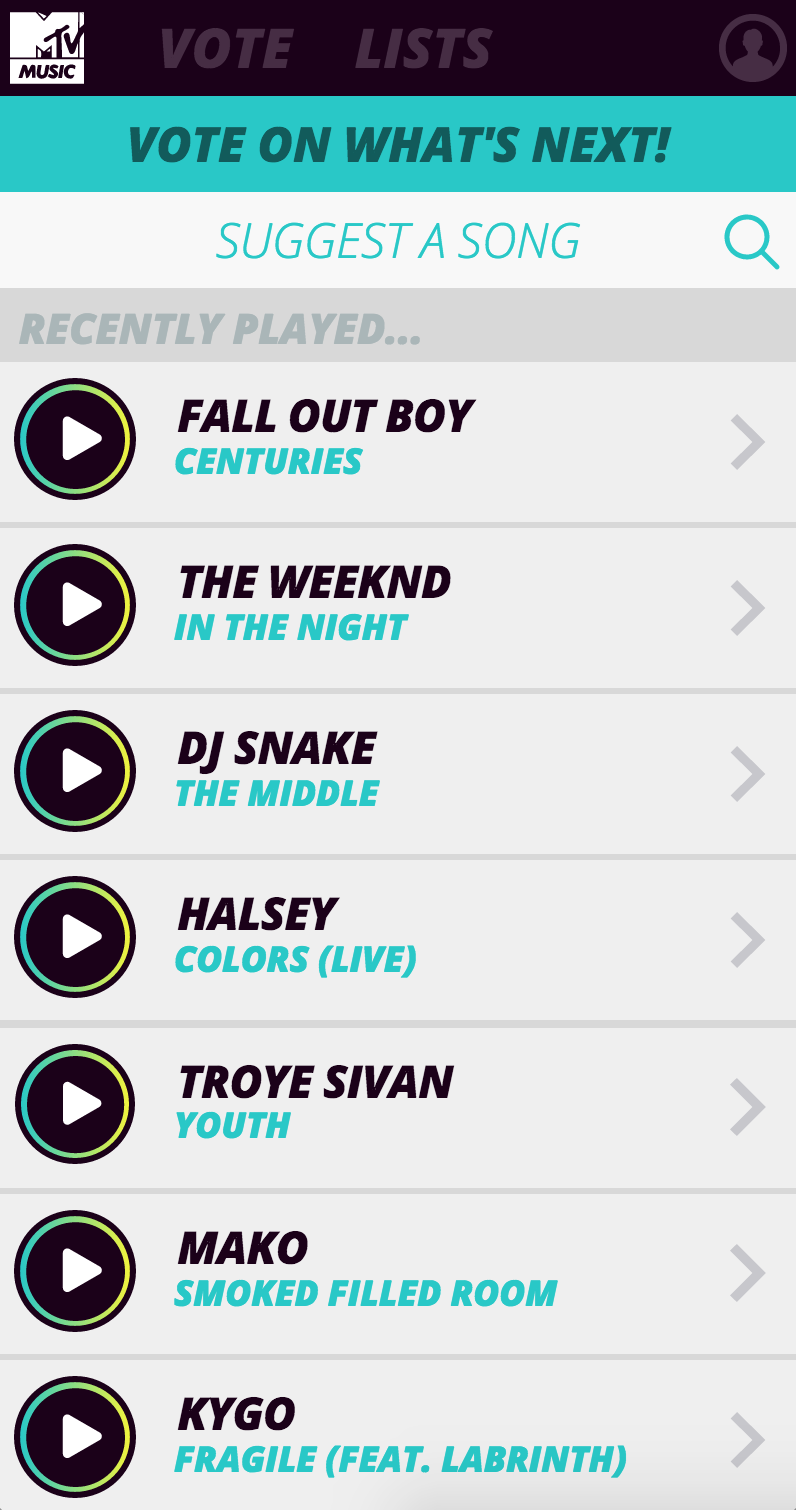 MTV
MUSIC
VOTE LISTS
VOTE ON WHAT'S NEXT!
SUGGEST A SONG
RECENTLY PLAYED...
FALL OUT BOY
CENTURIES
THE WEEKND
IN THE NIGHT
DJ SNAKE
THE MIDDLE
HALSEY
COLORS (LIVE)
TROYE SIVAN
YOUTH
MAKO
SMOKED FILLED ROOM
KYGO
FRAGILE (FEAT. LABRINTH)